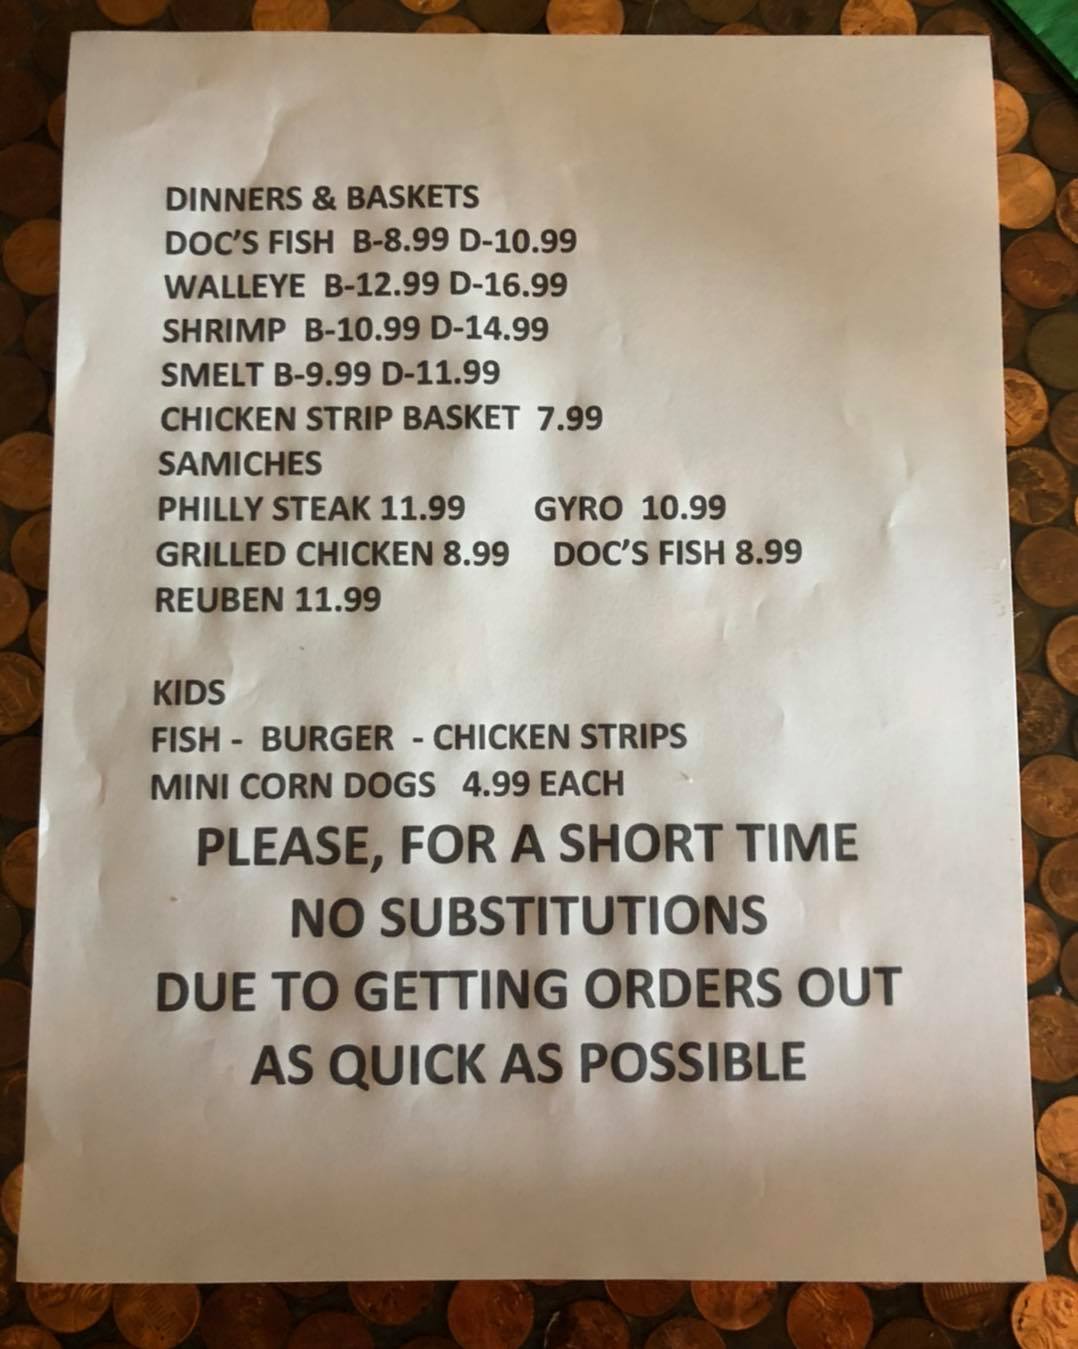 DINNERS & BASKETS
DOC'S FISH B-8.99 D-10.99
WALLEYE B-12.99 D-16.99
SHRIMP B-10.99 D-14.99
SMELT B-9.99 D-11.99
CHICKEN STRIP BASKET 7.99
SAMICHES
PHILLY STEAK 11.99 GYRO 10.99
GRILLED CHICKEN 8.99 DOC'S FISH 8.99
REUBEN 11.99
KIDS
FISH - BURGER - CHICKEN STRIPS
MINI CORN DOGS 4.99 EACH
PLEASE, FOR A SHORT TIME
NO SUBSTITUTIONS
DUE TO GETTING ORDERS OUT
AS QUICK AS POSSIBLE